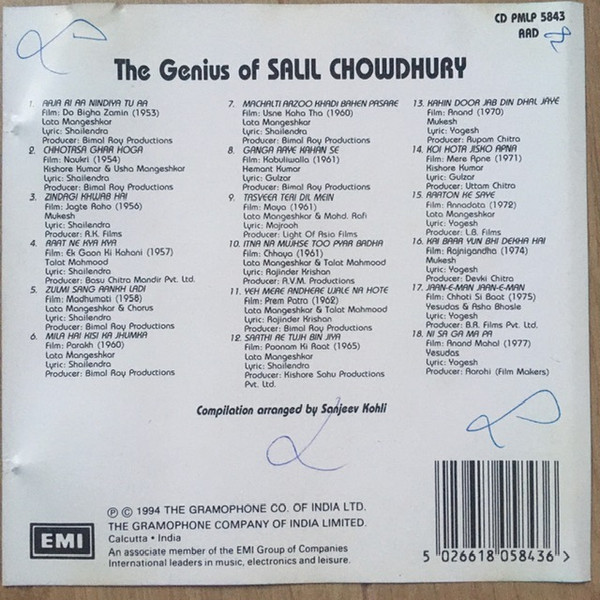 CD PMLP 5843
AAD
The Genius of SALIL CHOWDHURY
1. AAJA RI AA NINDIYA TU AA
Film: Do Bigha Zamin (1953)
Lata Mangeshkar
Lyric: Shailendra
Producer: Bimal Roy Productions
2. CHHOTASA GHAR HOGA
Film: Naukri (1954)
Kishore Kumar & Usha Mangeshkar
Lyric: Shailendra
Producer: Bimal Roy Productions
3. ZINDAGI KHWAB HAI
Film: Jagte Raho (1956)
Mukesh
Lyric: Shailendra
Producer: R.K. Films
4. RAAT NE KYA KYA
Film: Ek Gaon Ki Kahani (1957)
Talat Mahmood
Lyric: Shailendra
Producer: Basu Chitra Mandir Pvt. Ltd.
5. ZULMI SANG AANKH LADI
Film: Madhumati (1958)
Lata Mangeshkar & Chorus
Lyric: Shailendra
Producer: Bimal Roy Productions
6. MILA HAI KISI KA JHUMKA
Film: Parakh (1960)
Lata Mangeshkar
Lyric: Shailendra
Producer: Bimal Roy Productions
7. MACHALTI AARZOO KHADI BAHEN PASAARE
Film: Usne Kaha Tha (1960)
Lata Mangeshkar
Lyric: Shailendra
Producer: Bimal Roy Productions
8. GANGA AAYE KAHAN SE
Film: Kabuliwalla (1961)
Hemant Kumar
Lyric: Gulzar
Producer: Bimal Roy Productions
9. TASVEER TERI DIL MEIN
Film: Maya (1961)
Lata Mangeshkar & Mohd. Rafi
Lyric: Majrooh
Producer: Light Of Asia Films
10. ITNA NA MUJHSE TOO PYAR BADHA
Film: Chhaya (1961)
Lata Mangeshkar & Talat Mahmood
Lyric: Rajinder Krishan
Producer: A.V.M. Productions
11. YEH MERE ANDHERE UJALE NA HOTE
Film: Prem Patra (1962)
Lata Mangeshkar & Talat Mahmood
Lyric: Rajinder Krishan
Producer: Bimal Roy Productions
12. SAATHI RE TUJH BIN JIYA
Film: Poonam Ki Raat (1965)
Lata Mangeshkar
Lyric: Shailendra
Producer: Kishore Sahu Productions
Pvt. Ltd.
13. KAHIN DOOR JAB DIN DHAL JAYE
Film: Anand (1970)
Mukesh
Lyric: Yogesh
Producer: Rupam Chitra
14. KOI HOTA JISKO APNA
Film: Mere Apne (1971)
Kishore Kumar
Lyric: Gulzar
Producer: Uttam Chitra
15. RAATON KE SAYE
Film: Annadata (1972)
Lata Mangeshkar
Lyric: Yogesh
Producer: L.B. Films
16. KAI BAAR YUN BHI DEKHA HAI
Film: Rajnigandha (1974)
Mukesh
Lyric: Yogesh
Producer: Devki Chitra
17. JAAN-E-MAN JAAN-E-MAN
Film: Chhoti Si Baat (1975)
Yesudas & Asha Bhosle
Lyric: Yogesh
Producer: B.R. Films Pvt. Ltd.
18. NI SA GA MA PA
Film: Anand Mahal (1977)
Yesudas
Lyric: Yogesh
Producer: Aarohi (Film Makers)
Compilation arranged by Sanjeev Kohli
EMI
Ⓟ © 1994 THE GRAMOPHONE CO. OF INDIA LTD.
THE GRAMOPHONE COMPANY OF INDIA LIMITED.
Calcutta • India
An associate member of the EMI Group of Companies
International leaders in music, electronics and leisure.
5 026618 058436 >